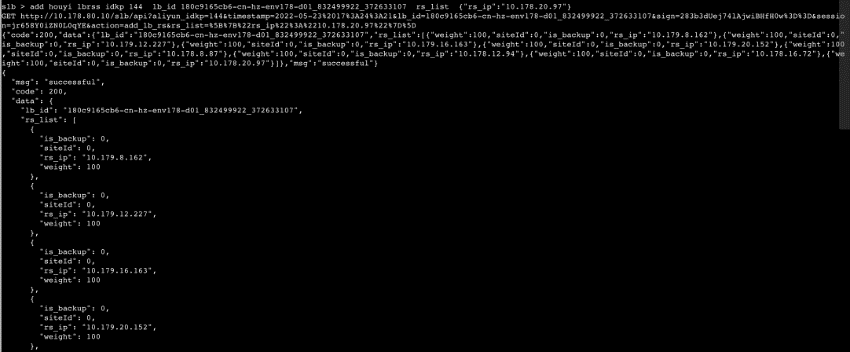 slb > add houyi lbrss idkp 144  lb_id 180c9165cb6-cn-hz-env178-d01_832499922_372633107  rs_list  {"rs_ip":"10.178.20.97"}
GET http://10.178.80.10/slb/api?aliyun_idkp=144&timestamp=2022-05-23%2017%3A24%3A21&lb_id=180c9165cb6-cn-hz-env178-d01_832499922_372633107&sign=283b3dUej741AjwiBHfH0w%3D%3D&sessio
n=jr658Y0iZN0LOqYE&action=add_lb_rs&rs_list=%5B%7B%22rs_ip%22%3A%2210.178.20.97%22%7D%5D
{"code":200,"data":{"lb_id":"180c9165cb6-cn-hz-env178-d01_832499922_372633107","rs_list":[{"weight":100,"siteId":0,"is_backup":0,"rs_ip":"10.179.8.162"},{"weight":100,"siteId":0,"
is_backup":0,"rs_ip":"10.179.12.227"},{"weight":100,"siteId":0,"is_backup":0,"rs_ip":"10.179.16.163"},{"weight":100,"siteId":0,"is_backup":0,"rs_ip":"10.179.20.152"},{"weight":100
,"siteId":0,"is_backup":0,"rs_ip":"10.178.8.87"},{"weight":100,"siteId":0,"is_backup":0,"rs_ip":"10.178.12.94"},{"weight":100,"siteId":0,"is_backup":0,"rs_ip":"10.178.16.72"},{"we
ight":100,"siteId":0,"is_backup":0,"rs_ip":"10.178.20.97"}]},"msg":"successful"}
{
"msg": "successful",
"code": 200,
"data": {
"lb_id": "180c9165cb6-cn-hz-env178-d01_832499922_372633107",
"rs_list": [
{
"is_backup": 0,
"siteId": 0,
"rs_ip": "10.179.8.162",
"weight": 100
},
{
"is_backup": 0,
"siteId": 0,
"rs_ip": "10.179.12.227",
"weight": 100
},
{
"is_backup": 0,
"siteId": 0,
"rs_ip": "10.179.16.163",
"weight": 100
},
{
"is_backup": 0,
"siteId": 0,
"rs_ip": "10.179.20.152",
"weight": 100
},